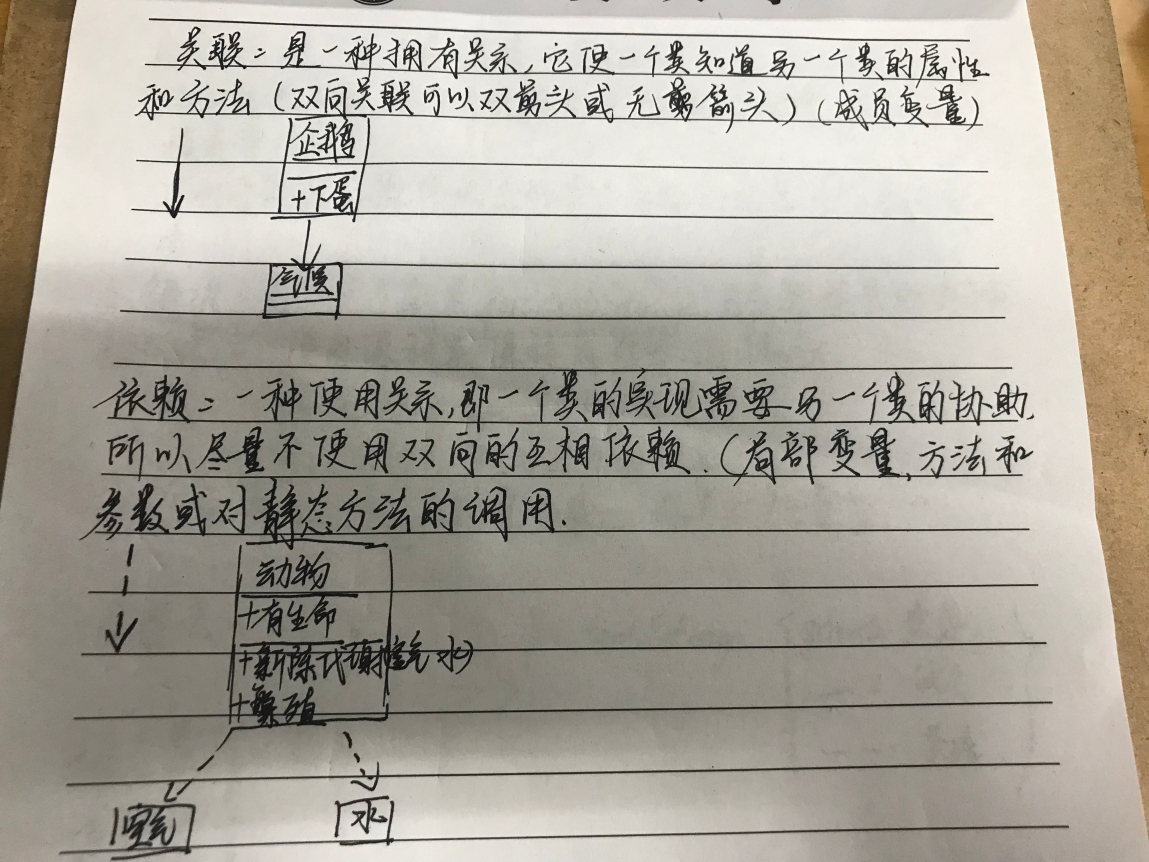 关联：是一种拥有关系，它使一个类知道另一个类的属性
和方法（双向关联可以双剪头或无箭头）（成员变量）
企鹅
+下蛋
气候
依赖：一种使用关系，即一个类的实现需要另一个类的协助，
所以尽量不使用双向的互相依赖.（局部变量，方法和
参数或对静态方法的调用.
动物
+有生命
+新陈代谢(空气 水)
+繁殖
空气 水